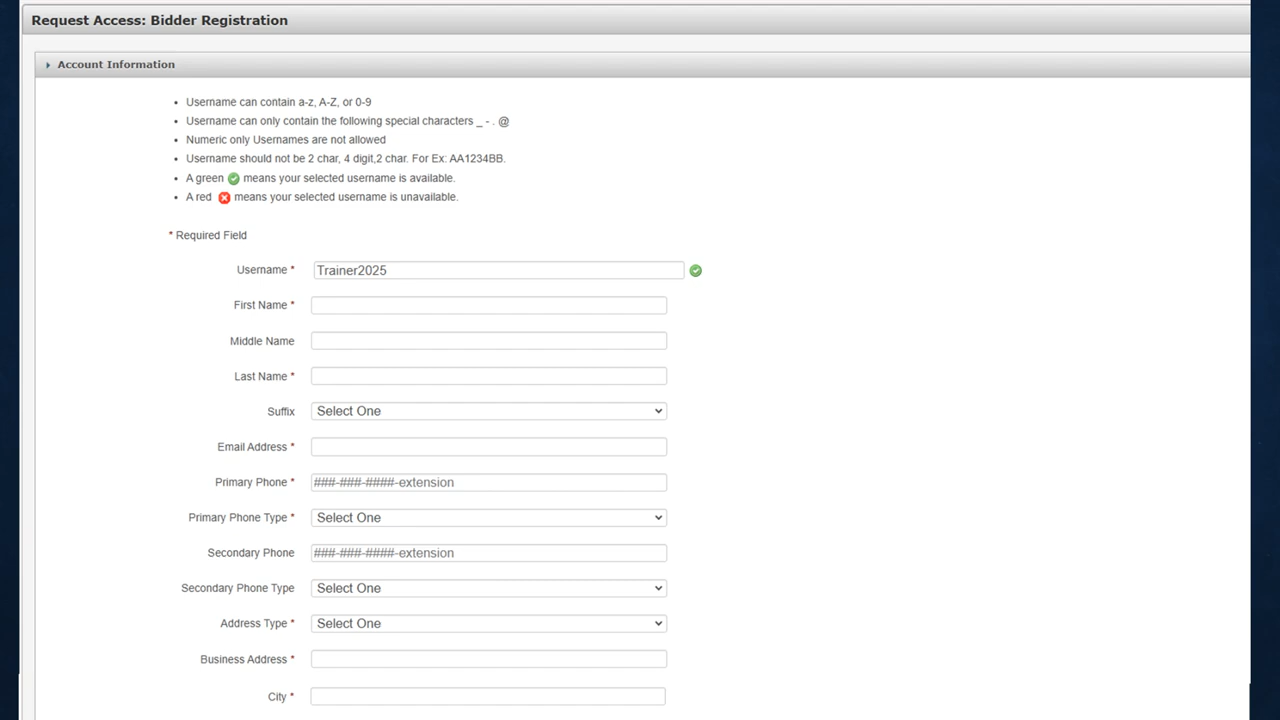 Request Access: Bidder Registration
Account Information
• Username can contain a-z, A-Z, or 0-9
• Username can only contain the following special characters _ - . @
• Numeric only Usernames are not allowed
• Username should not be 2 char, 4 digit,2 char. For Ex: AA1234BB.
• A green means your selected username is available.
• A red means your selected username is unavailable.
* Required Field
Username * Trainer2025
First Name *
Middle Name
Last Name *
Suffix Select One
Email Address *
Primary Phone * ###-###-####-extension
Primary Phone Type * Select One
Secondary Phone ###-###-####-extension
Secondary Phone Type Select One
Address Type * Select One
Business Address *
City *